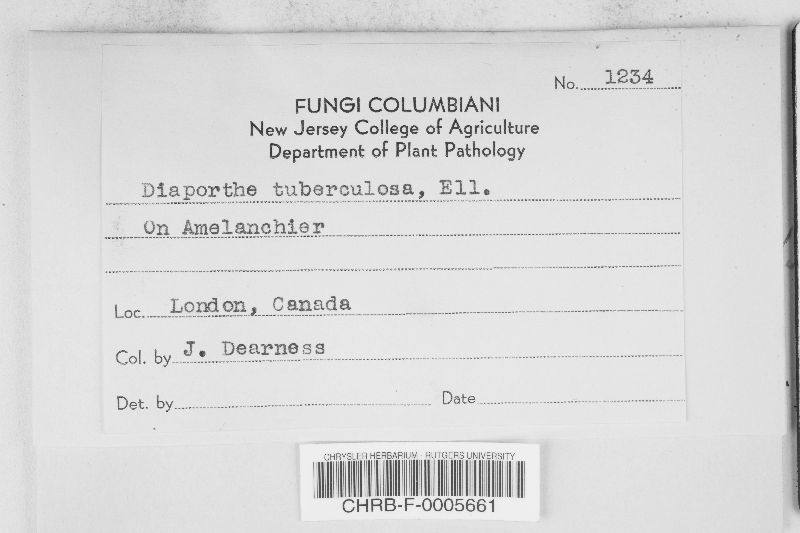 No. 1234
FUNGI COLUMBIANI
New Jersey College of Agriculture
Department of Plant Pathology
Diaporthe tuberculosa, Ell.
On Amelanchier
Loc. London, Canada
Col. by J. Dearness
Det. by
Date
CHRYSLER HERBARIUM - RUTGERS UNIVERSITY
CHRB-F-0005661